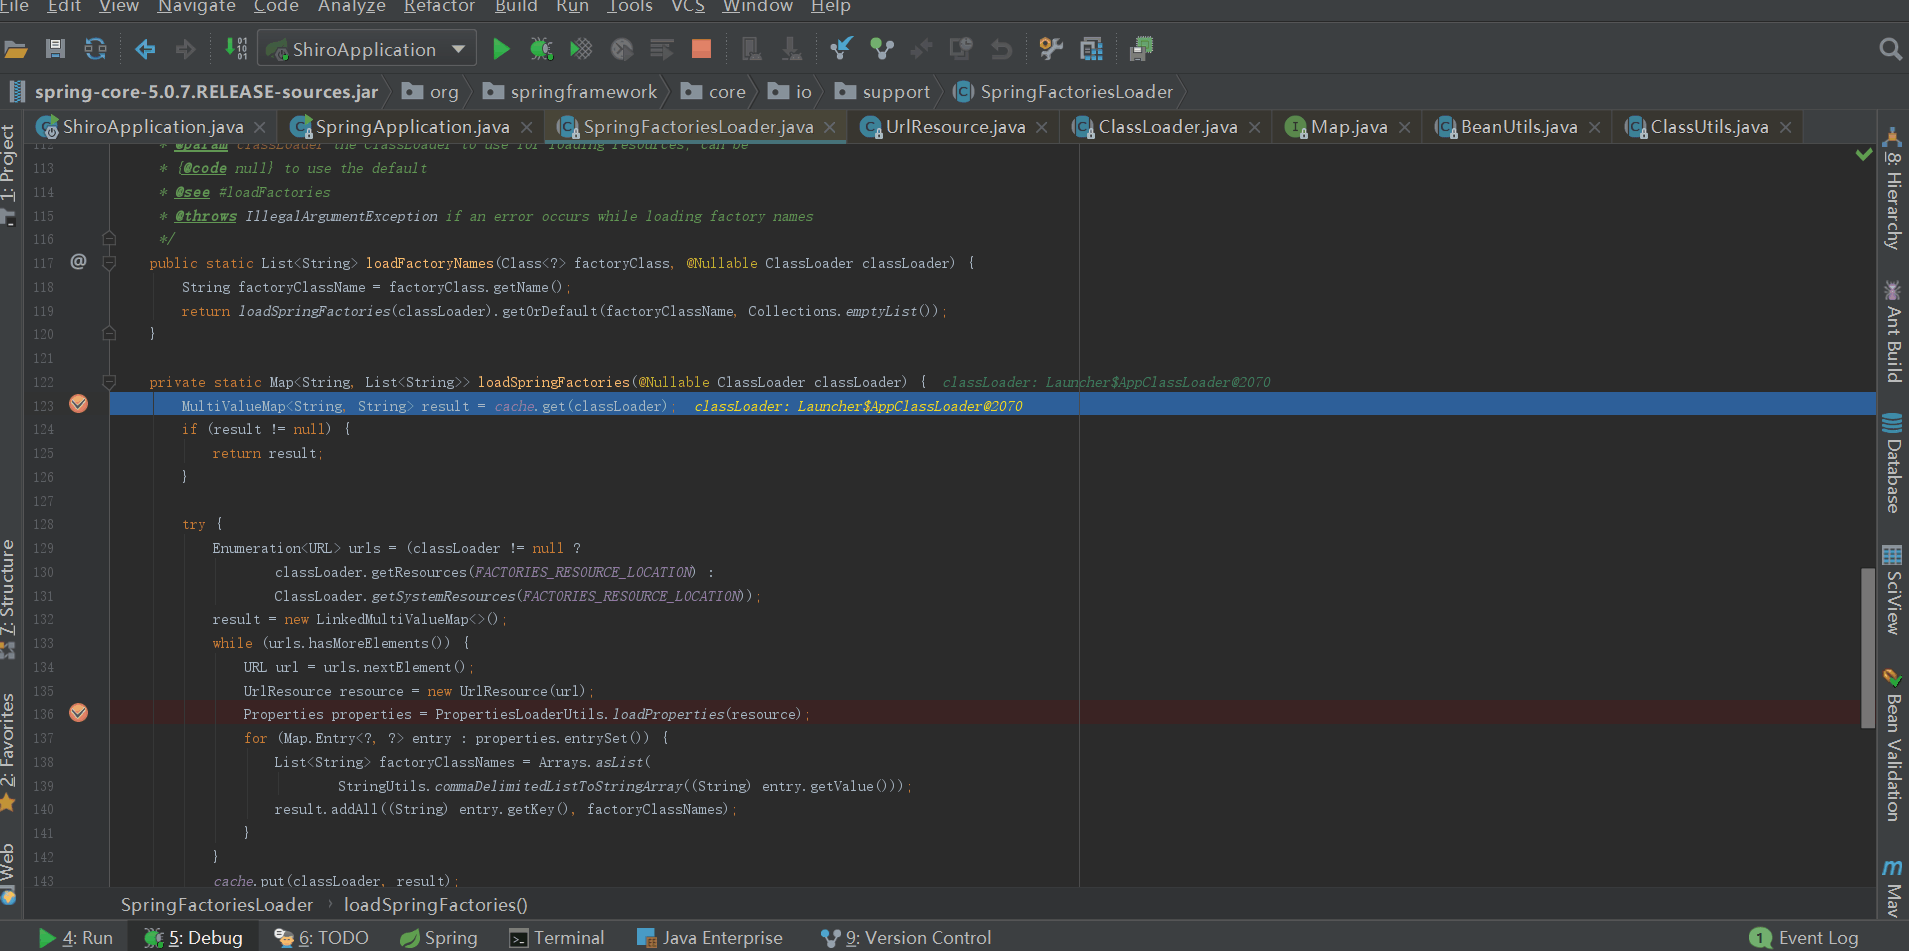 File Edit View Navigate Code Analyze Refactor Build Run Tools VCS Window Help
ShiroApplication
spring-core-5.0.7.RELEASE-sources.jar org springframework core io support SpringFactoriesLoader
ShiroApplication.java SpringApplication.java SpringFactoriesLoader.java UrlResource.java ClassLoader.java Map.java BeanUtils.java ClassUtils.java
112 * @param classLoader the ClassLoader to use for loading resources; can be
113 * {@code null} to use the default
114 * @see #loadFactories
115 * @throws IllegalArgumentException if an error occurs while loading factory names
116 */
117 @ public static List<String> loadFactoryNames(Class<?> factoryClass, @Nullable ClassLoader classLoader) {
118 String factoryClassName = factoryClass.getName();
119 return loadSpringFactories(classLoader).getOrDefault(factoryClassName, Collections.emptyList());
120 }
121
122 private static Map<String, List<String>> loadSpringFactories(@Nullable ClassLoader classLoader) { classLoader: Launcher$AppClassLoader@2070
123 MultiValueMap<String, String> result = cache.get(classLoader); classLoader: Launcher$AppClassLoader@2070
124 if (result != null) {
125 return result;
126 }
127
128 try {
129 Enumeration<URL> urls = (classLoader != null ?
130 classLoader.getResources(FACTORIES_RESOURCE_LOCATION) :
131 ClassLoader.getSystemResources(FACTORIES_RESOURCE_LOCATION));
132 result = new LinkedMultiValueMap<>();
133 while (urls.hasMoreElements()) {
134 URL url = urls.nextElement();
135 UrlResource resource = new UrlResource(url);
136 Properties properties = PropertiesLoaderUtils.loadProperties(resource);
137 for (Map.Entry<?, ?> entry : properties.entrySet()) {
138 List<String> factoryClassNames = Arrays.asList(
139 StringUtils.commaDelimitedListToStringArray((String) entry.getValue()));
140 result.addAll((String) entry.getKey(), factoryClassNames);
141 }
142 }
143 cache.put(classLoader, result);
SpringFactoriesLoader › loadSpringFactories()
4: Run 5: Debug 6: TODO Spring Terminal Java Enterprise 9: Version Control 1 Event Log
1: Project
7: Structure
2: Favorites
Web
8: Hierarchy
Ant Build
Database
SciView
Bean Validation
m Mav